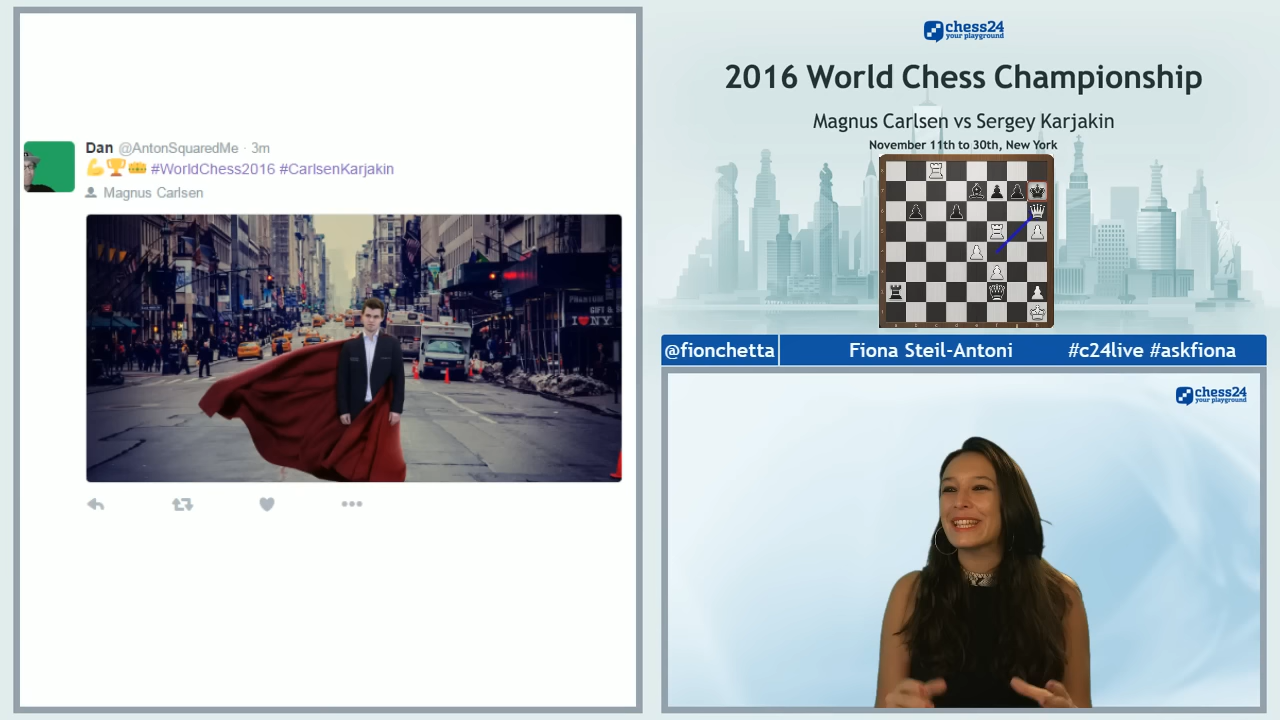 Dan @AntonSquaredMe · 3m
#WorldChess2016 #CarlsenKarjakin
Magnus Carlsen
GIFT &
I NY
chess24
your playground
2016 World Chess Championship
Magnus Carlsen vs Sergey Karjakin
November 11th to 30th, New York
@fionchetta
Fiona Steil-Antoni
#c24live #askfiona
chess24
your playground